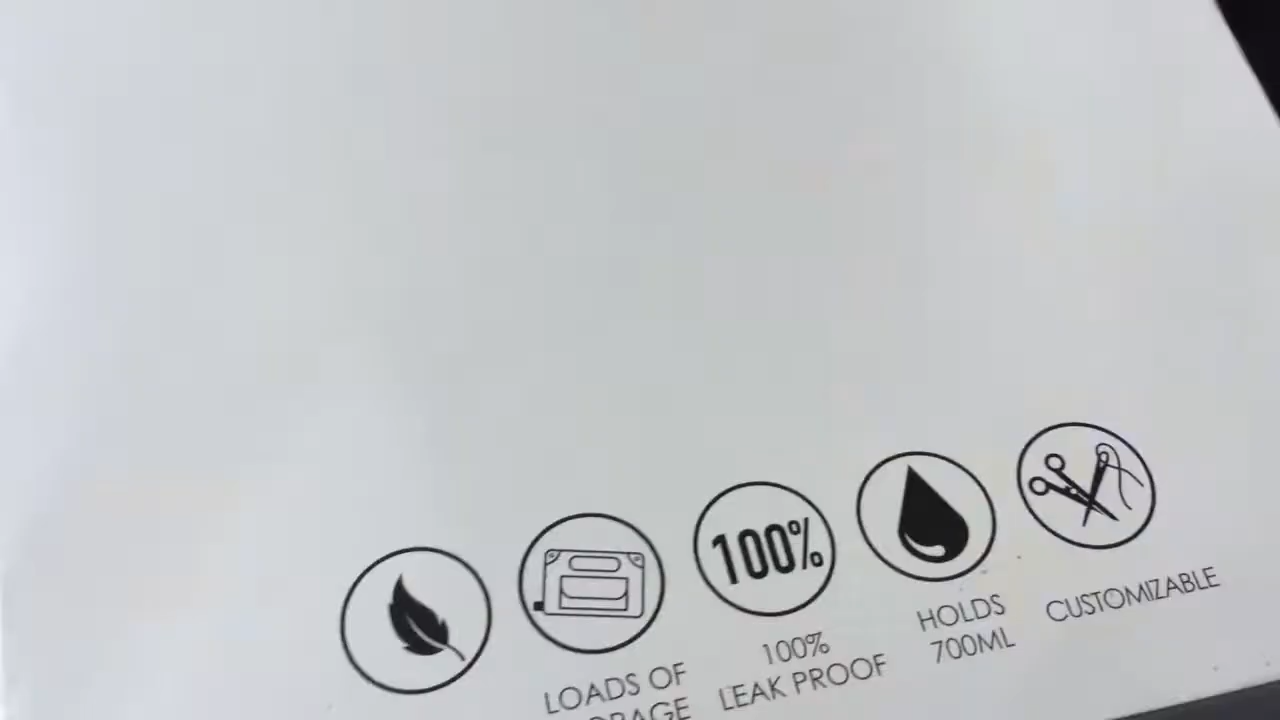 100%
LOADS OF
100%
LEAK PROOF
HOLDS
700ML
CUSTOMIZABLE